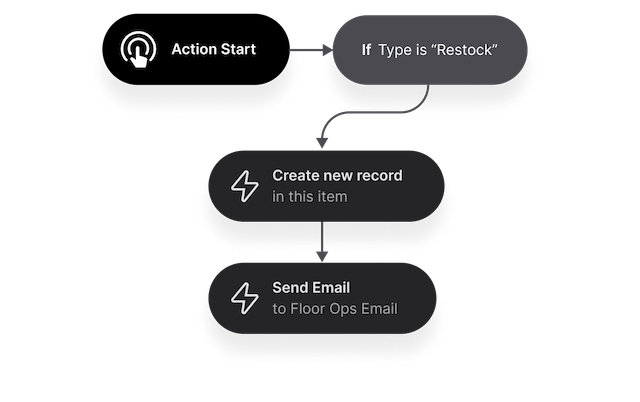 Action Start
If Type is “Restock”
Create new record
in this item
Send Email
to Floor Ops Email